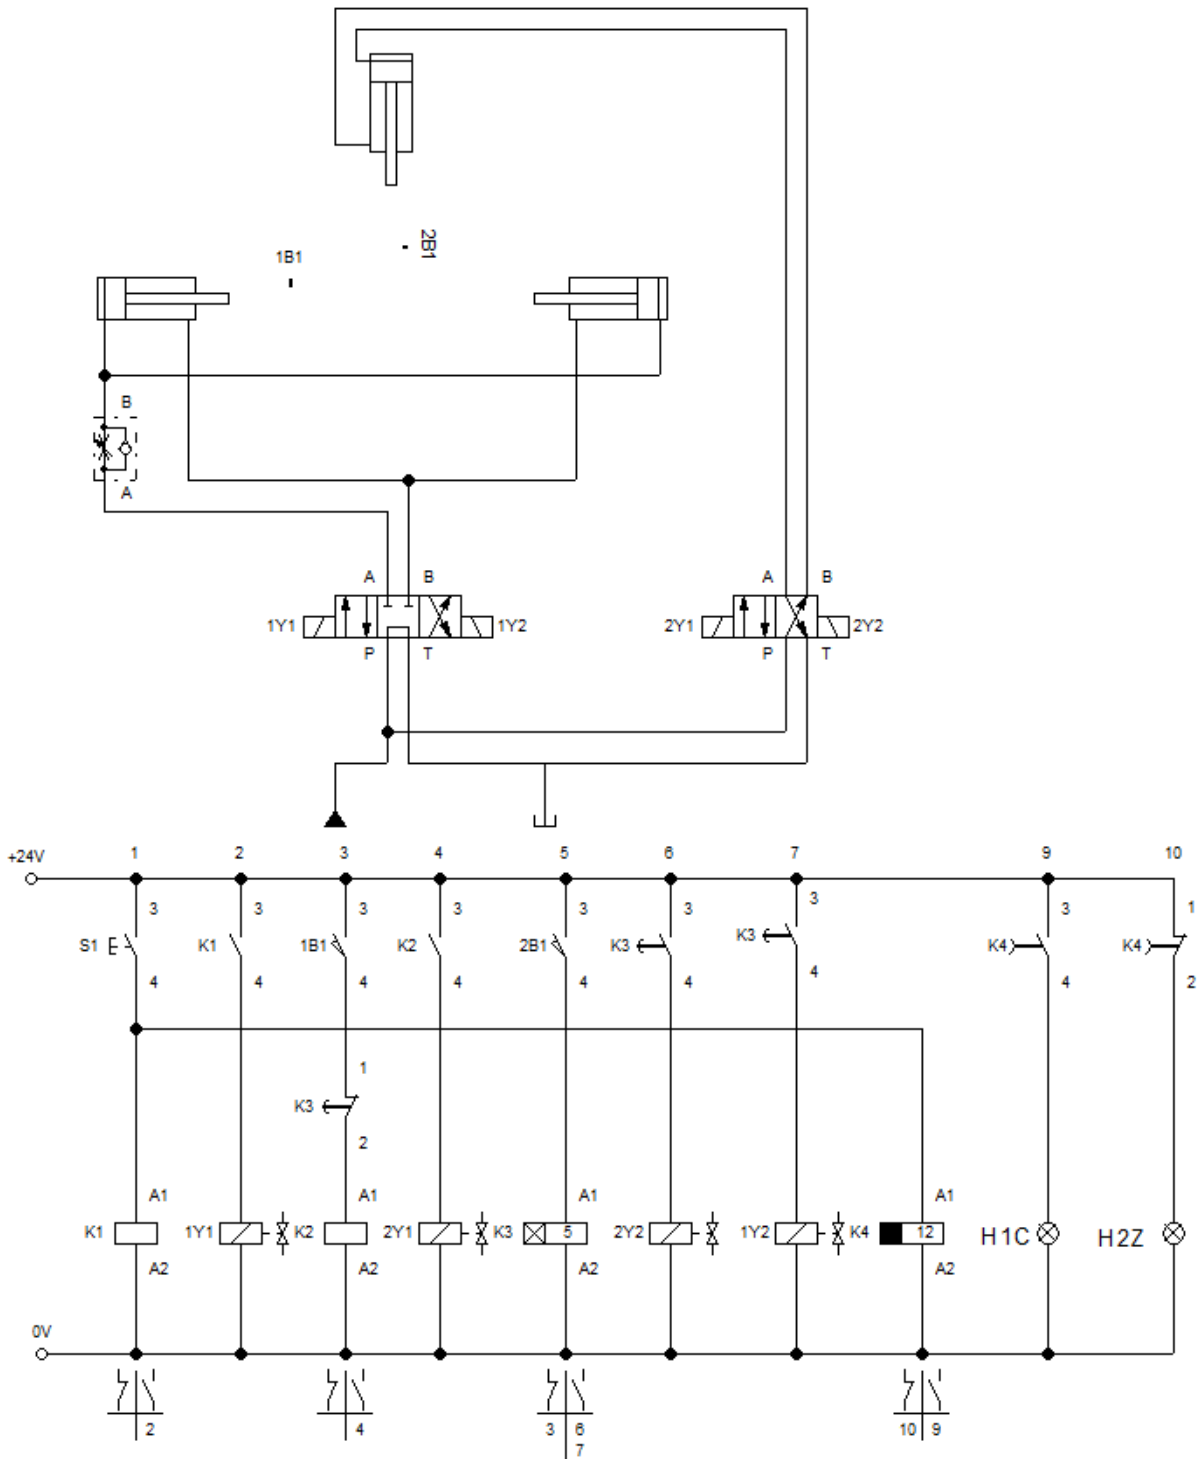 2B1
1B1
B
A
A B A B
1Y1 1Y2 2Y1 2Y2
P T P T
+24V 1 2 3 4 5 6 7 9 10
3 3 3 3 3 3 3 3 1
S1 K1 1B1 K2 2B1 K3 K3 K4 K4
4 4 4 4 4 4 4 4 2
1
K3
2
A1 A1 A1 A1
K1 1Y1 K2 2Y1 K3 5 2Y2 1Y2 K4 12 H1C H2Z
A2 A2 A2 A2
0V
2 4 3 6 10 9
7